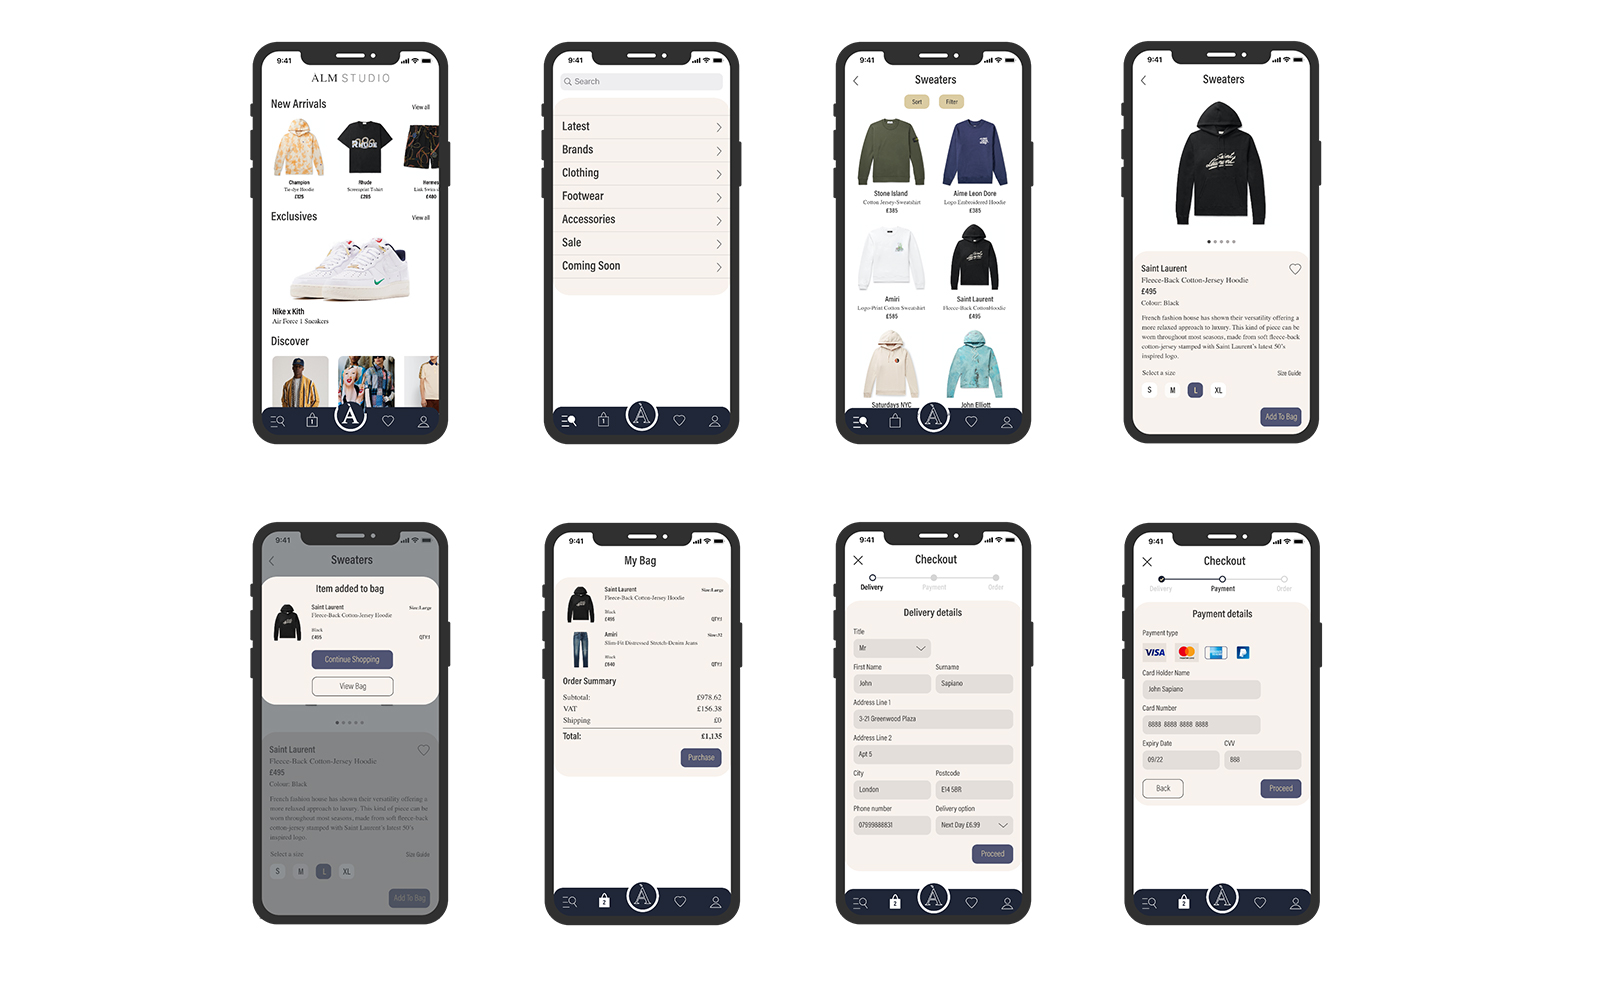 9:41
ALM STUDIO
New Arrivals
View all
Rhude
Champion
Tie-dye Hoodie
£125
Rhude
Screenprint T-shirt
£285
Hermes
£480
Exclusives
View all
Nike x Kith
Air Force 1 Sneakers
Discover
1
A
9:41
Search
Latest
Brands
Clothing
Footwear
Accessories
Sale
Coming Soon
1
À
9:41
Sweaters
Sort
Filter
Stone Island
Cotton Jersey-Sweatshirt
£385
Aime Leon Dore
Logo Embroidered Hoodie
£385
Amiri
Logo-Print Cotton Sweatshirt
£585
Saint Laurent
Fleece-Back CottonHoodie
£495
Saturdays NYC
John Elliott
À
9:41
Sweaters
Saint Laurent
Saint Laurent
Fleece-Back Cotton-Jersey Hoodie
£495
Colour: Black
French fashion house has shown their versatility offering a
more relaxed approach to luxury. This kind of piece can be
worn throughout most seasons, made from soft fleece-back
cotton-jersey stamped with Saint Laurent's latest 50's
inspired logo.
Select a size
Size Guide
S
M
L
XL
Add To Bag
9:41
Sweaters
Item added to bag
Saint Laurent
Size:Large
Fleece-Back Cotton-Jersey Hoodie
Black
£495
QTY:1
Continue Shopping
View Bag
Saint Laurent
Fleece-Back Cotton-Jersey Hoodie
£495
Colour: Black
French fashion house has shown their versatility offering a
more relaxed approach to luxury. This kind of piece can be
worn throughout most seasons, made from soft fleece-back
cotton-jersey stamped with Saint Laurent's latest 50's
inspired logo.
Select a size
Size Guide
S
M
L
XL
Add To Bag
9:41
My Bag
Saint Laurent
Size:Large
Fleece-Back Cotton-Jersey Hoodie
Black
£495
QTY:1
Amiri
Size:32
Slim-Fit Distressed Stretch-Denim Jeans
Black
£640
QTY:1
Order Summary
Subtotal:
£978.62
VAT
£156.38
Shipping
£0
Total:
£1,135
Purchase
2
À
9:41
Checkout
Delivery
Payment
Order
Delivery details
Title
Mr
First Name
Surname
John
Sapiano
Address Line 1
3-21 Greenwood Plaza
Address Line 2
Apt 5
City
Postcode
London
E14 5BR
Phone number
Delivery option
07999888831
Next Day £6.99
Proceed
2
À
9:41
Checkout
Delivery
Payment
Order
Payment details
Payment type
VISA
Card Holder Name
John Sapiano
Card Number
8888 8888 8888 8888
Expiry Date
CVV
09/22
888
Back
Proceed
2
À